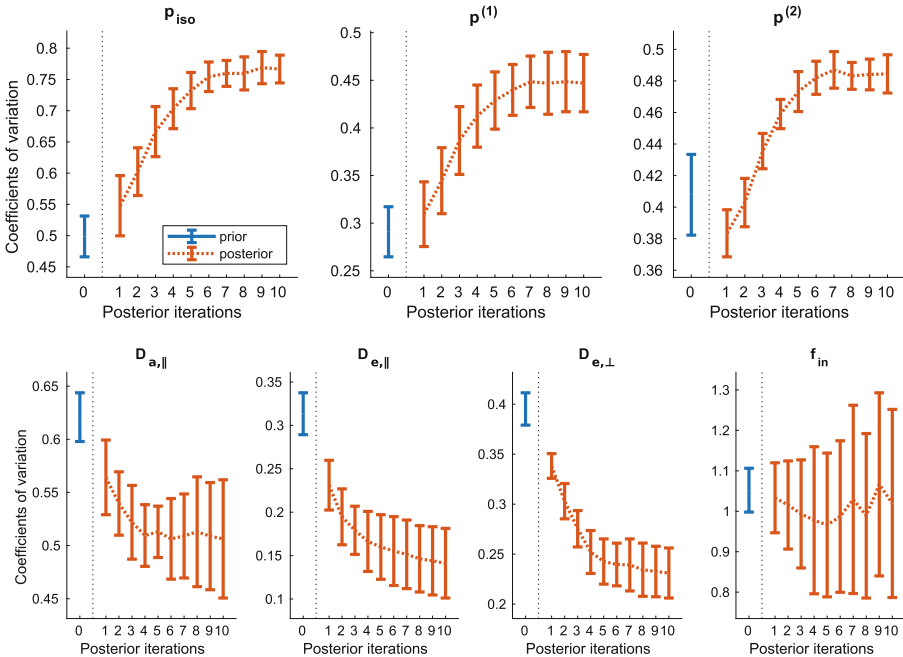 p iso
p (1)
p (2)
Coefficients of variation
0.8
0.75
0.7
0.65
0.6
0.55
0.5
0.45
0.5
0.45
0.4
0.35
0.3
0.25
0.5
0.48
0.46
0.44
0.42
0.4
0.38
0.36
prior
posterior
0 1 2 3 4 5 6 7 8 9 10
0 1 2 3 4 5 6 7 8 9 10
0 1 2 3 4 5 6 7 8 9 10
Posterior iterations
Posterior iterations
Posterior iterations
D a,∥
D e,∥
D e,⊥
f in
Coefficients of variation
0.65
0.6
0.55
0.5
0.45
0.35
0.3
0.25
0.2
0.15
0.1
0.4
0.35
0.3
0.25
0.2
1.3
1.2
1.1
1
0.9
0.8
0 1 2 3 4 5 6 7 8 9 10
0 1 2 3 4 5 6 7 8 9 10
0 1 2 3 4 5 6 7 8 9 10
0 1 2 3 4 5 6 7 8 9 10
Posterior iterations
Posterior iterations
Posterior iterations
Posterior iterations